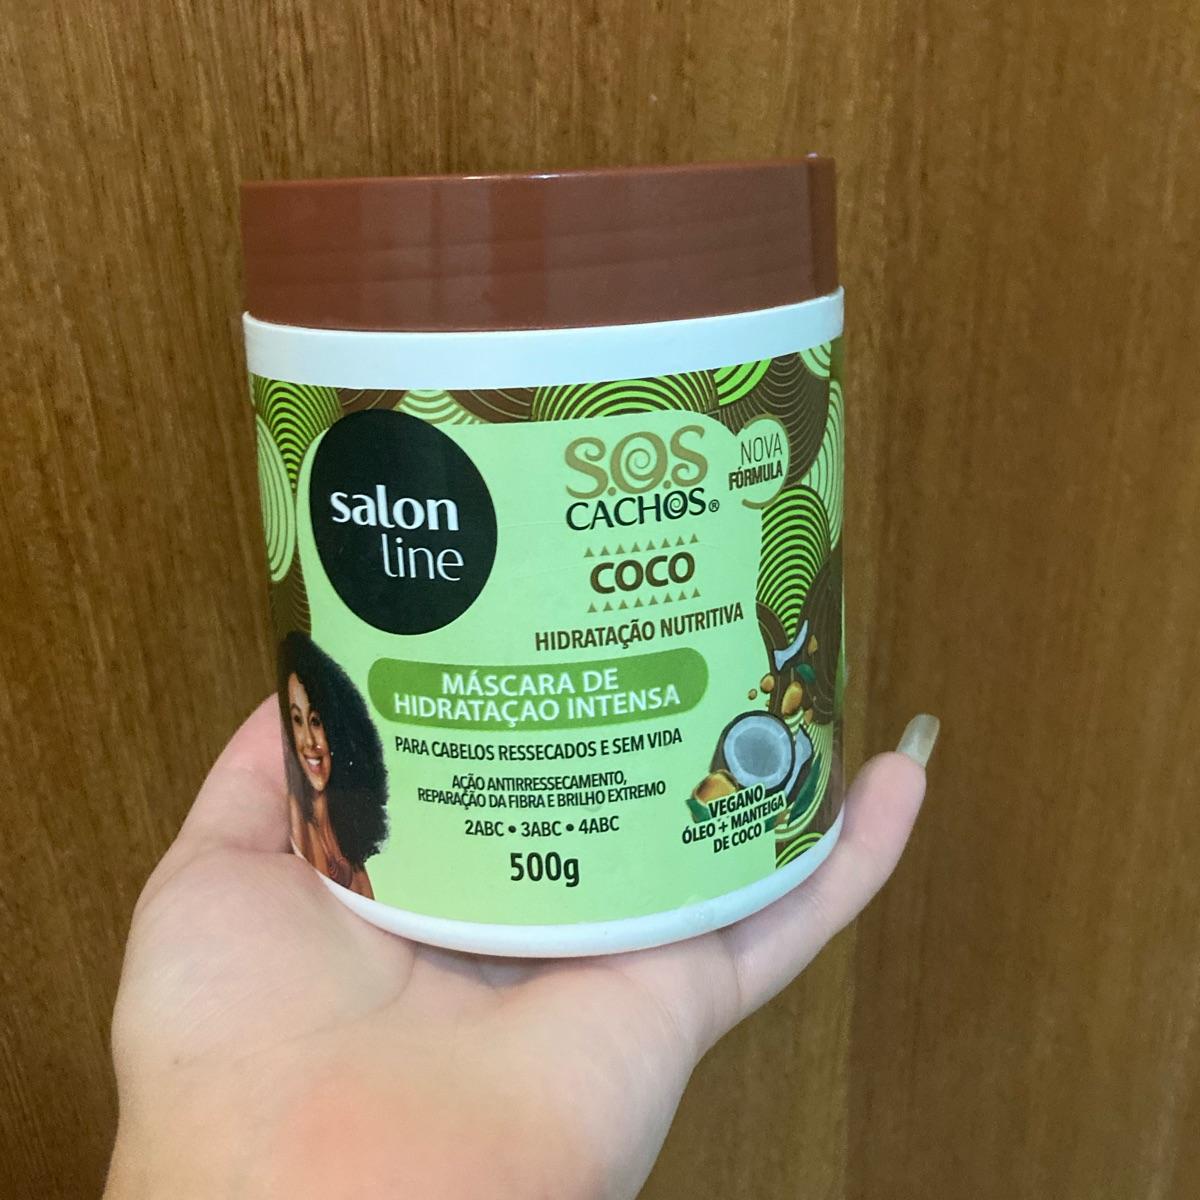 salon
line
S.O.S
CACHOS®
NOVA
FÓRMULA
COCO
HIDRATAÇÃO NUTRITIVA
MÁSCARA DE
HIDRATAÇAO INTENSA
PARA CABELOS RESSECADOS E SEM VIDA
AÇÃO ANTIRRESSECAMENTO,
REPARAÇÃO DA FIBRA E BRILHO EXTREMO
2ABC • 3ABC • 4ABC
500g
VEGANO
ÓLEO + MANTEIGA
DE COCO